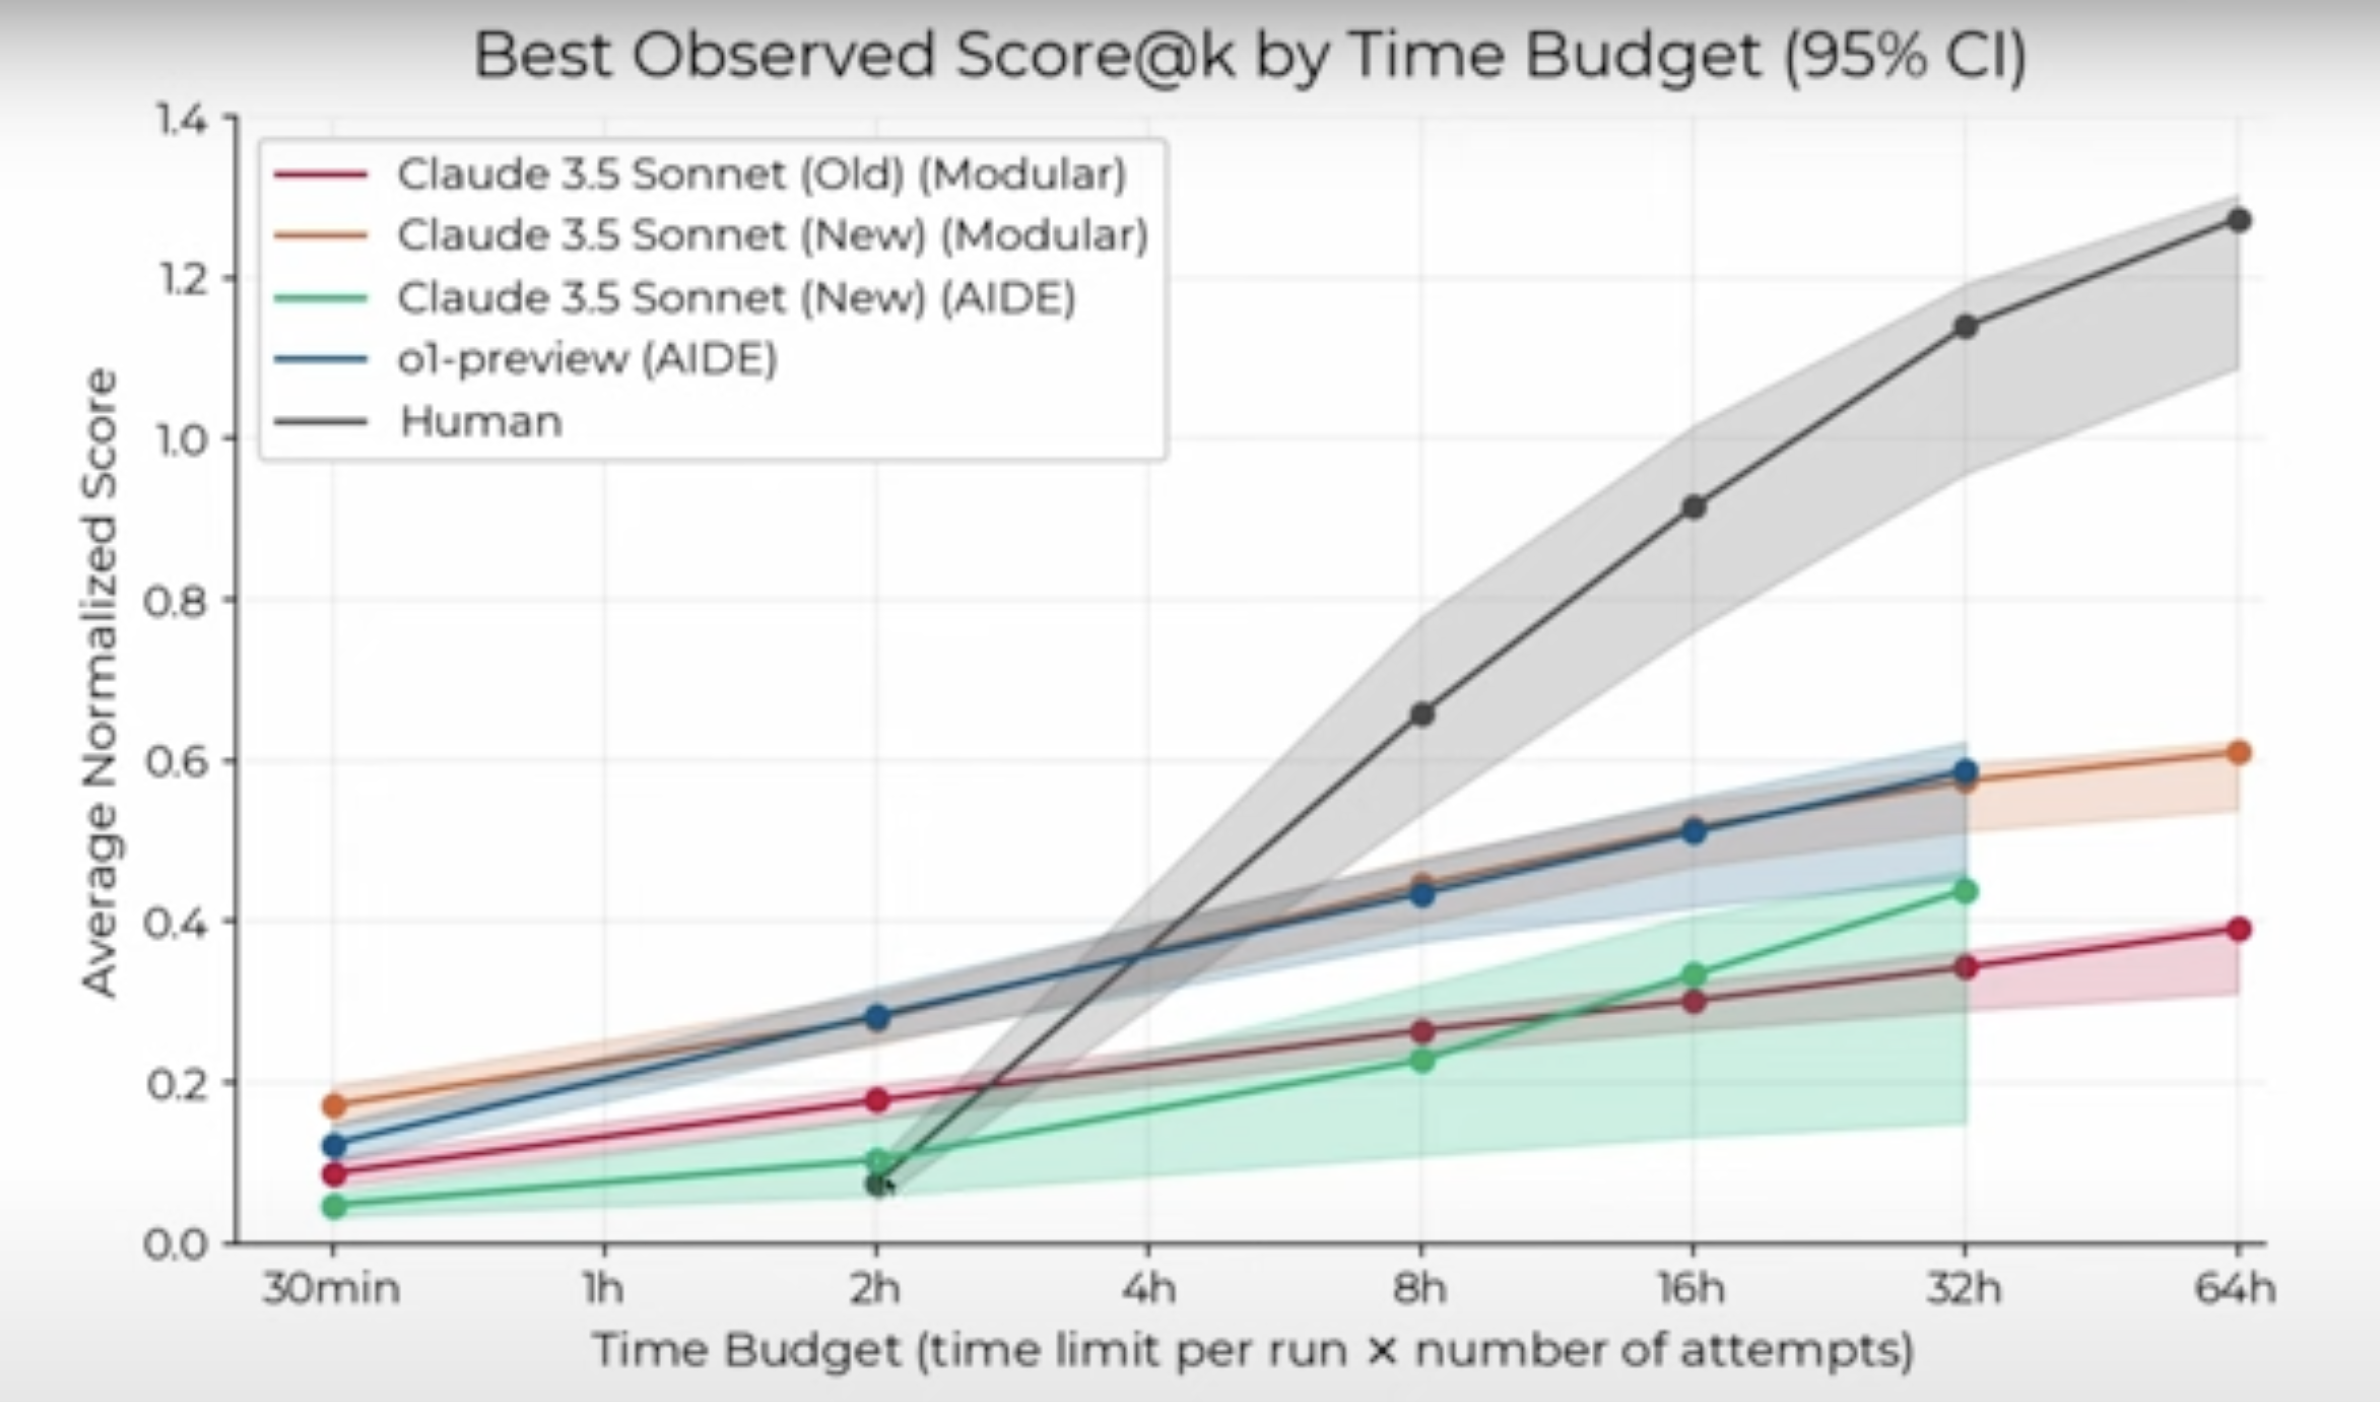 Best Observed Score@k by Time Budget (95% CI)
1.4
Claude 3.5 Sonnet (Old) (Modular)
Claude 3.5 Sonnet (New) (Modular)
Claude 3.5 Sonnet (New) (AIDE)
o1-preview (AIDE)
Human
1.2
1.0
0.8
0.6
0.4
0.2
0.0
Average Normalized Score
30min 1h 2h 4h 8h 16h 32h 64h
Time Budget (time limit per run × number of attempts)